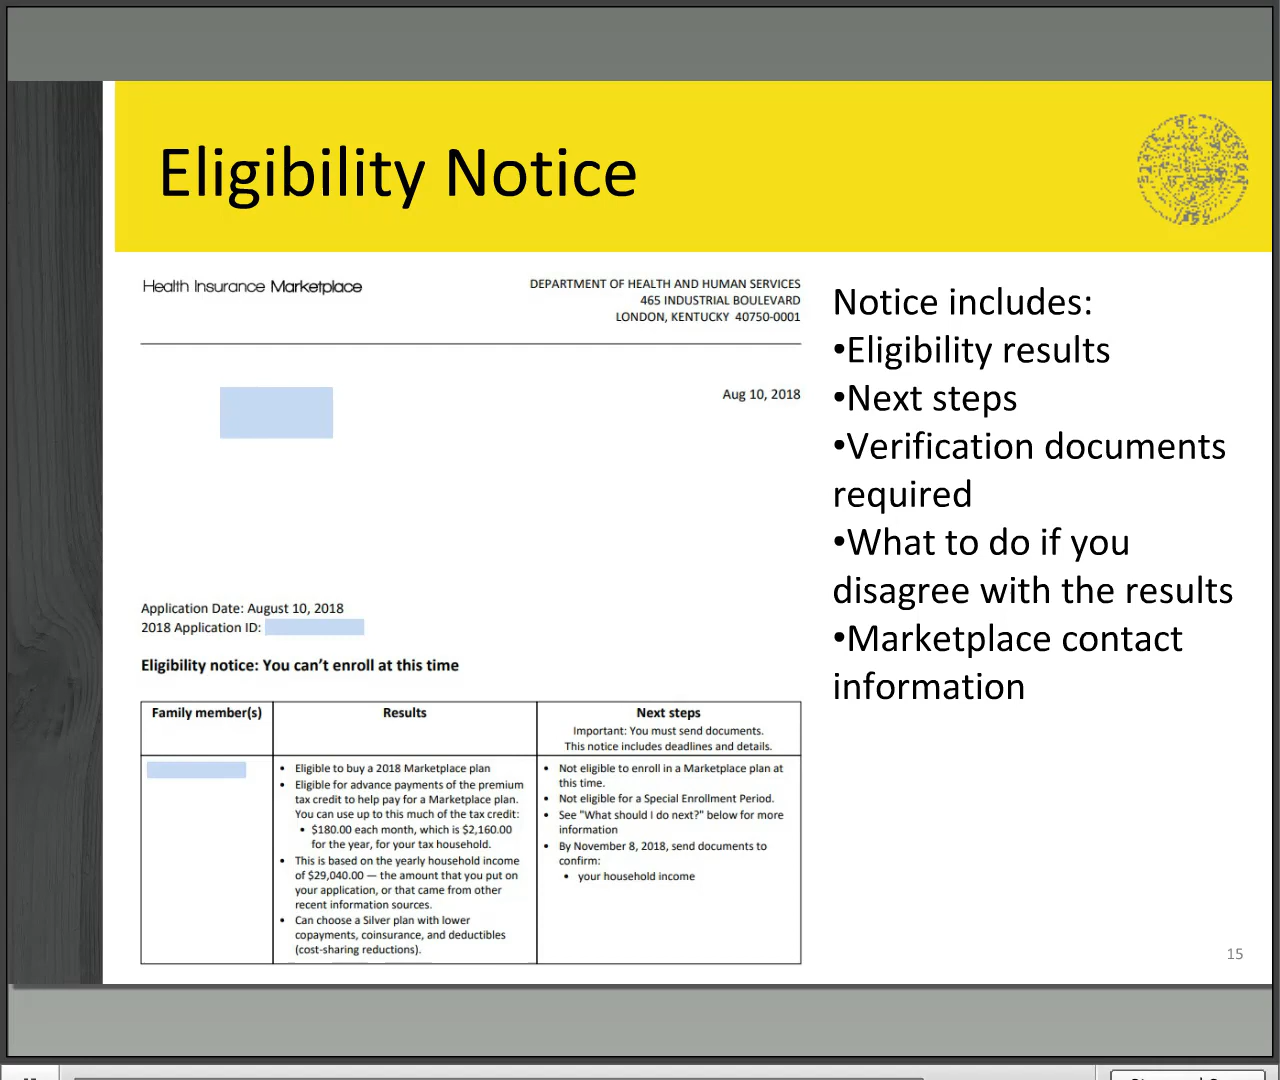 Eligibility Notice
Health Insurance Marketplace
DEPARTMENT OF HEALTH AND HUMAN SERVICES
465 INDUSTRIAL BOULEVARD
LONDON, KENTUCKY 40750-0001
Aug 10, 2018
Application Date: August 10, 2018
2018 Application ID:
Eligibility notice: You can't enroll at this time
Family member(s)
Results
Next steps
Important: You must send documents.
This notice includes deadlines and details.
• Eligible to buy a 2018 Marketplace plan
• Eligible for advance payments of the premium
tax credit to help pay for a Marketplace plan.
You can use up to this much of the tax credit:
• $180.00 each month, which is $2,160.00
for the year, for your tax household.
• This is based on the yearly household income
of $29,040.00 — the amount that you put on
your application, or that came from other
recent information sources.
• Can choose a Silver plan with lower
copayments, coinsurance, and deductibles
(cost-sharing reductions).
• Not eligible to enroll in a Marketplace plan at
this time.
• Not eligible for a Special Enrollment Period.
• See "What should I do next?" below for more
information
• By November 8, 2018, send documents to
confirm:
• your household income
Notice includes:
•Eligibility results
•Next steps
•Verification documents
required
•What to do if you
disagree with the results
•Marketplace contact
information
15